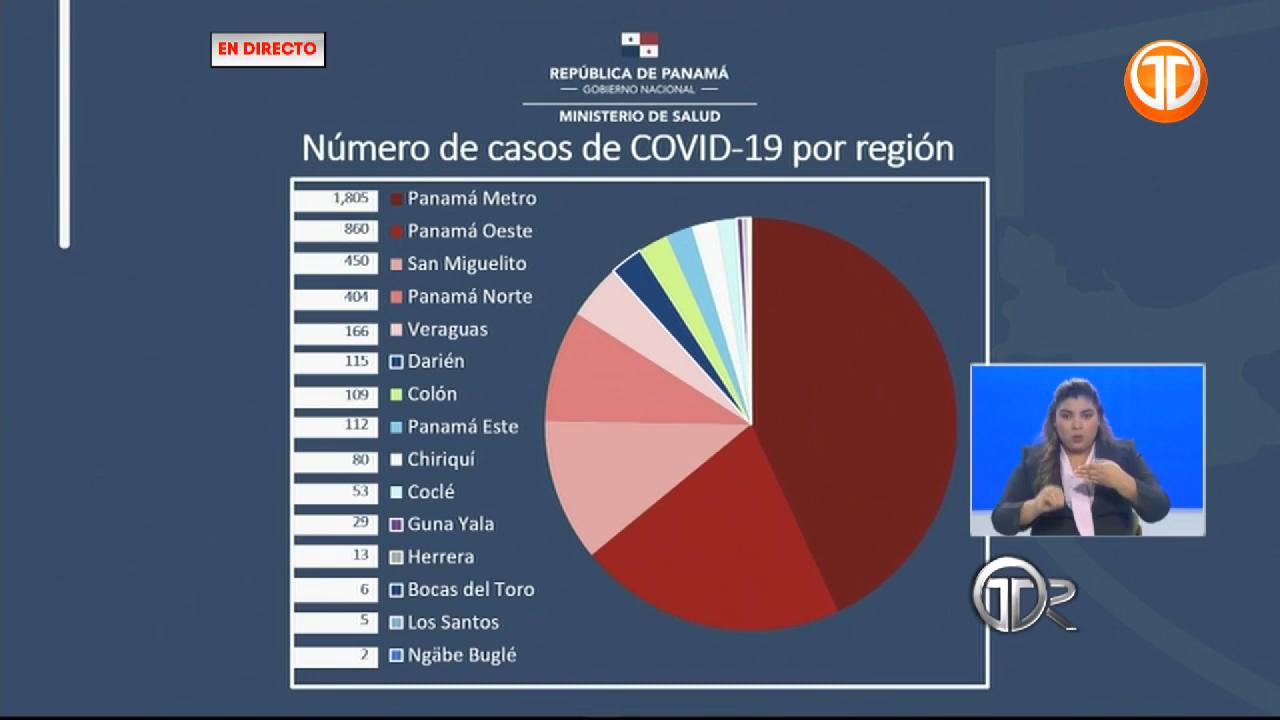 EN DIRECTO
REPÚBLICA DE PANAMÁ
— GOBIERNO NACIONAL —
MINISTERIO DE SALUD
Número de casos de COVID-19 por región
1,805 Panamá Metro
860 Panamá Oeste
450 San Miguelito
404 Panamá Norte
166 Veraguas
115 Darién
109 Colón
112 Panamá Este
80 Chiriquí
53 Coclé
29 Guna Yala
13 Herrera
6 Bocas del Toro
5 Los Santos
2 Ngäbe Buglé